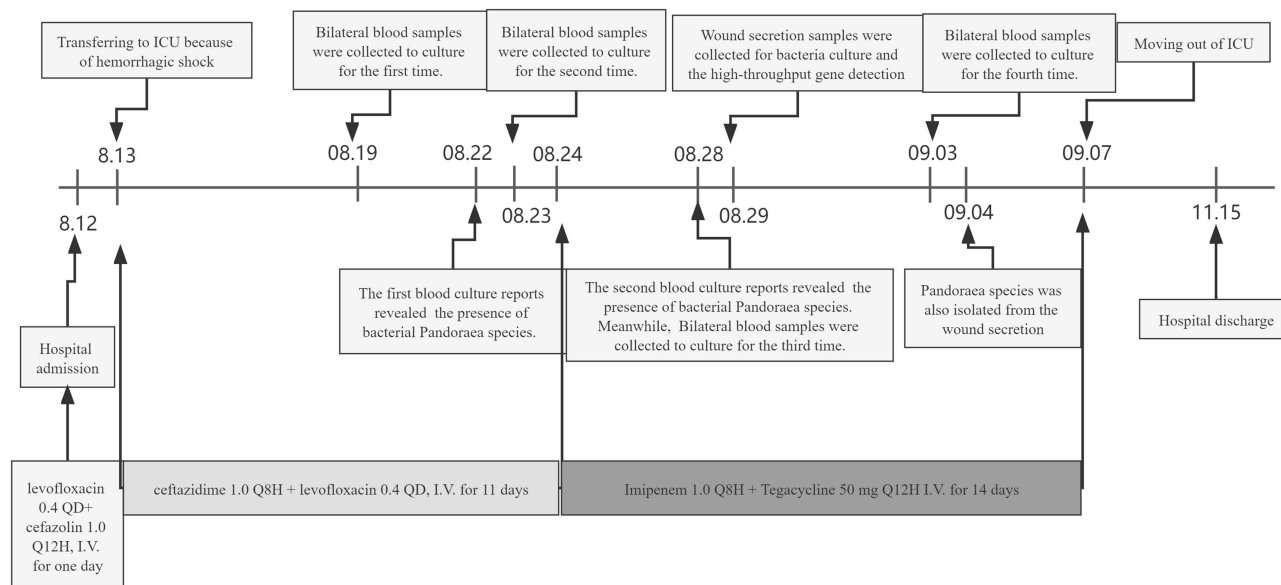 Transferring to ICU because
of hemorrhagic shock
Bilateral blood samples
were collected to culture
for the first time.
Bilateral blood samples
were collected to culture
for the second time.
Wound secretion samples were
collected for bacteria culture and
the high-throughput gene detection
Bilateral blood samples
were collected to culture
for the fourth time.
Moving out of ICU
8.13
08.19
08.22
08.24
08.28
09.03
09.07
8.12
08.23
08.29
09.04
11.15
The first blood culture reports
revealed the presence of
bacterial Pandoraea species.
The second blood culture reports revealed the
presence of bacterial Pandoraea species.
Meanwhile, Bilateral blood samples were
collected to culture for the third time.
Pandoraea species was
also isolated from the
wound secretion
Hospital discharge
Hospital
admission
levofloxacin
0.4 QD+
cefazolin 1.0
Q12H, I.V.
for one day
ceftazidime 1.0 Q8H + levofloxacin 0.4 QD, I.V. for 11 days
Imipenem 1.0 Q8H + Tegacycline 50 mg Q12H I.V. for 14 days